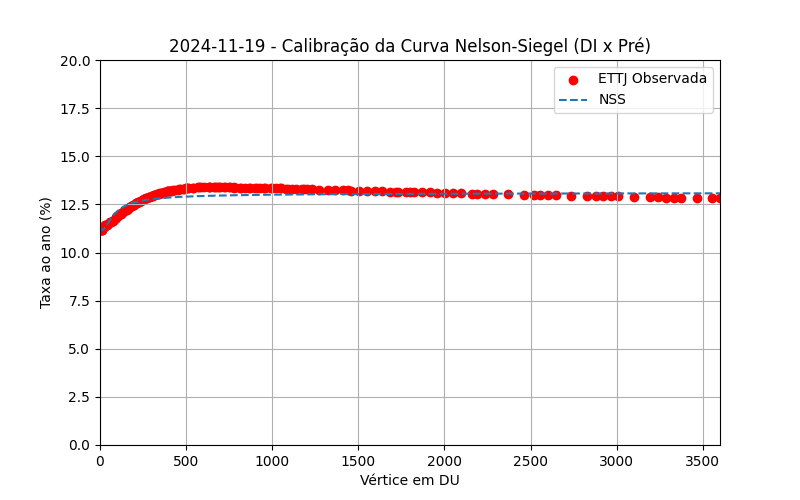 2024-11-19 - Calibração da Curva Nelson-Siegel (DI x Pré)
ETTJ Observada
NSS
Taxa ao ano (%)
20.0
17.5
15.0
12.5
10.0
7.5
5.0
2.5
0.0
0 500 1000 1500 2000 2500 3000 3500
Vértice em DU